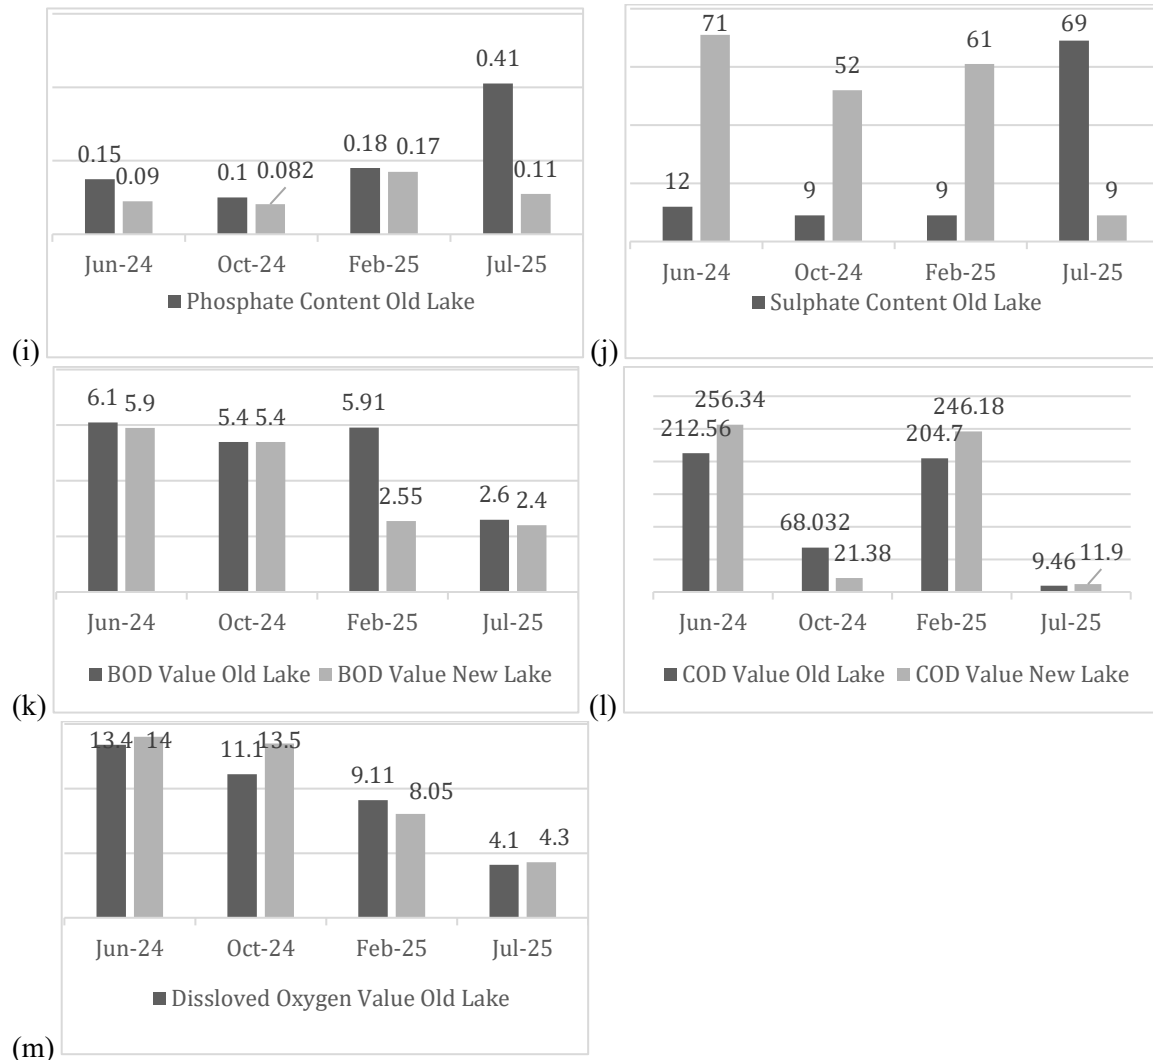 0.15 0.09 0.1 0.082 0.18 0.17 0.41 0.11
Jun-24 Oct-24 Feb-25 Jul-25
■ Phosphate Content Old Lake
(i)
12 71 9 52 9 61 69 9
Jun-24 Oct-24 Feb-25 Jul-25
■ Sulphate Content Old Lake
(j)
6.1 5.9 5.4 5.4 5.91 2.55 2.6 2.4
Jun-24 Oct-24 Feb-25 Jul-25
■ BOD Value Old Lake ■ BOD Value New Lake
(k)
212.56 256.34 68.032 21.38 204.7 246.18 9.46 11.9
Jun-24 Oct-24 Feb-25 Jul-25
■ COD Value Old Lake ■ COD Value New Lake
(l)
13.4 14 11.1 13.5 9.11 8.05 4.1 4.3
Jun-24 Oct-24 Feb-25 Jul-25
■ Dissloved Oxygen Value Old Lake
(m)